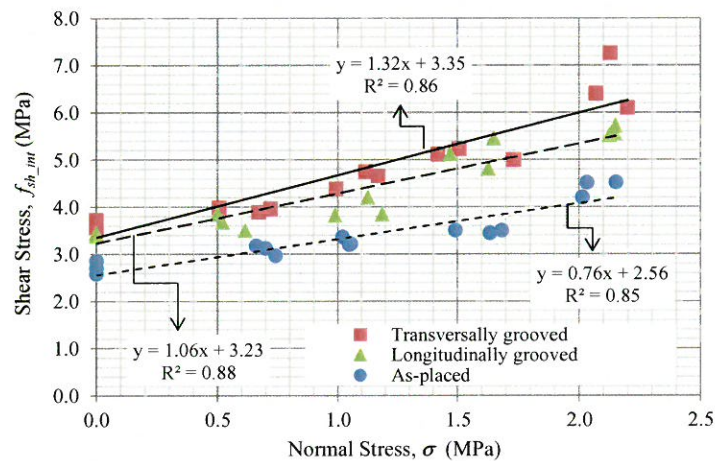 8.0
7.0
6.0
5.0
4.0
3.0
2.0
1.0
0.0
Shear Stress, f_sh_int (MPa)
y = 1.32x + 3.35
R² = 0.86
y = 0.76x + 2.56
R² = 0.85
y = 1.06x + 3.23
R² = 0.88
Transversally grooved
Longitudinally grooved
As-placed
0.0 0.5 1.0 1.5 2.0 2.5
Normal Stress, σ (MPa)